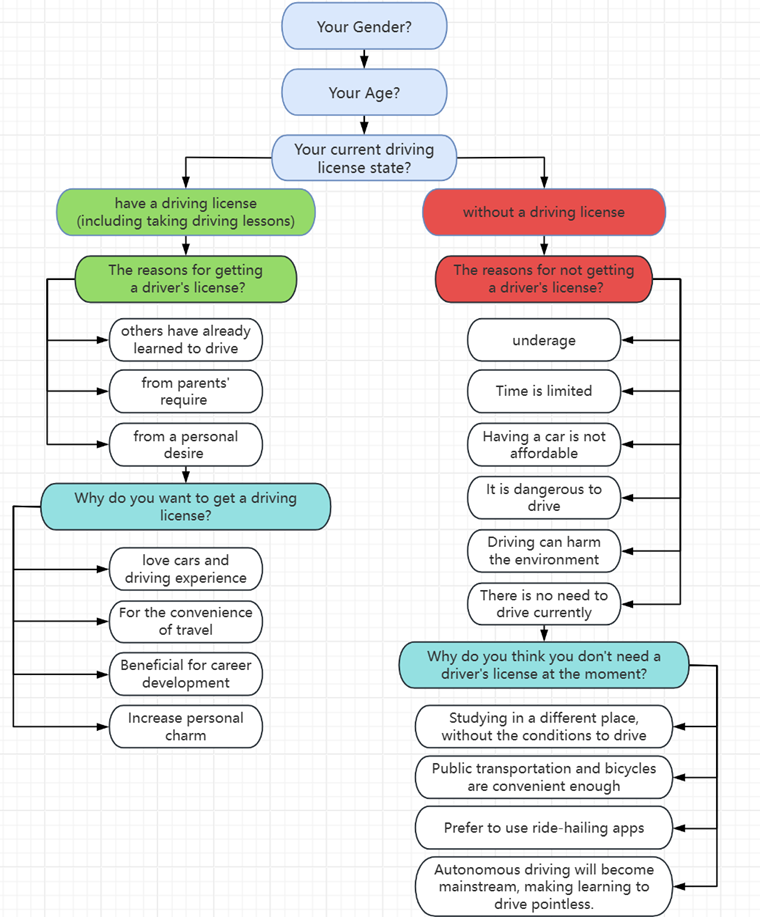 Your Gender?
Your Age?
Your current driving
license state?
have a driving license
(including taking driving lessons)
The reasons for getting
a driver's license?
others have already
learned to drive
from parents'
require
from a personal
desire
Why do you want to get a driving
license?
love cars and
driving experience
For the convenience
of travel
Beneficial for career
development
Increase personal
charm
without a driving license
The reasons for not getting
a driver's license?
underage
Time is limited
Having a car is not
affordable
It is dangerous to
drive
Driving can harm
the environment
There is no need to
drive currently
Why do you think you don't need a
driver's license at the moment?
Studying in a different place,
without the conditions to drive
Public transportation and bicycles
are convenient enough
Prefer to use ride-hailing apps
Autonomous driving will become
mainstream, making learning to
drive pointless.